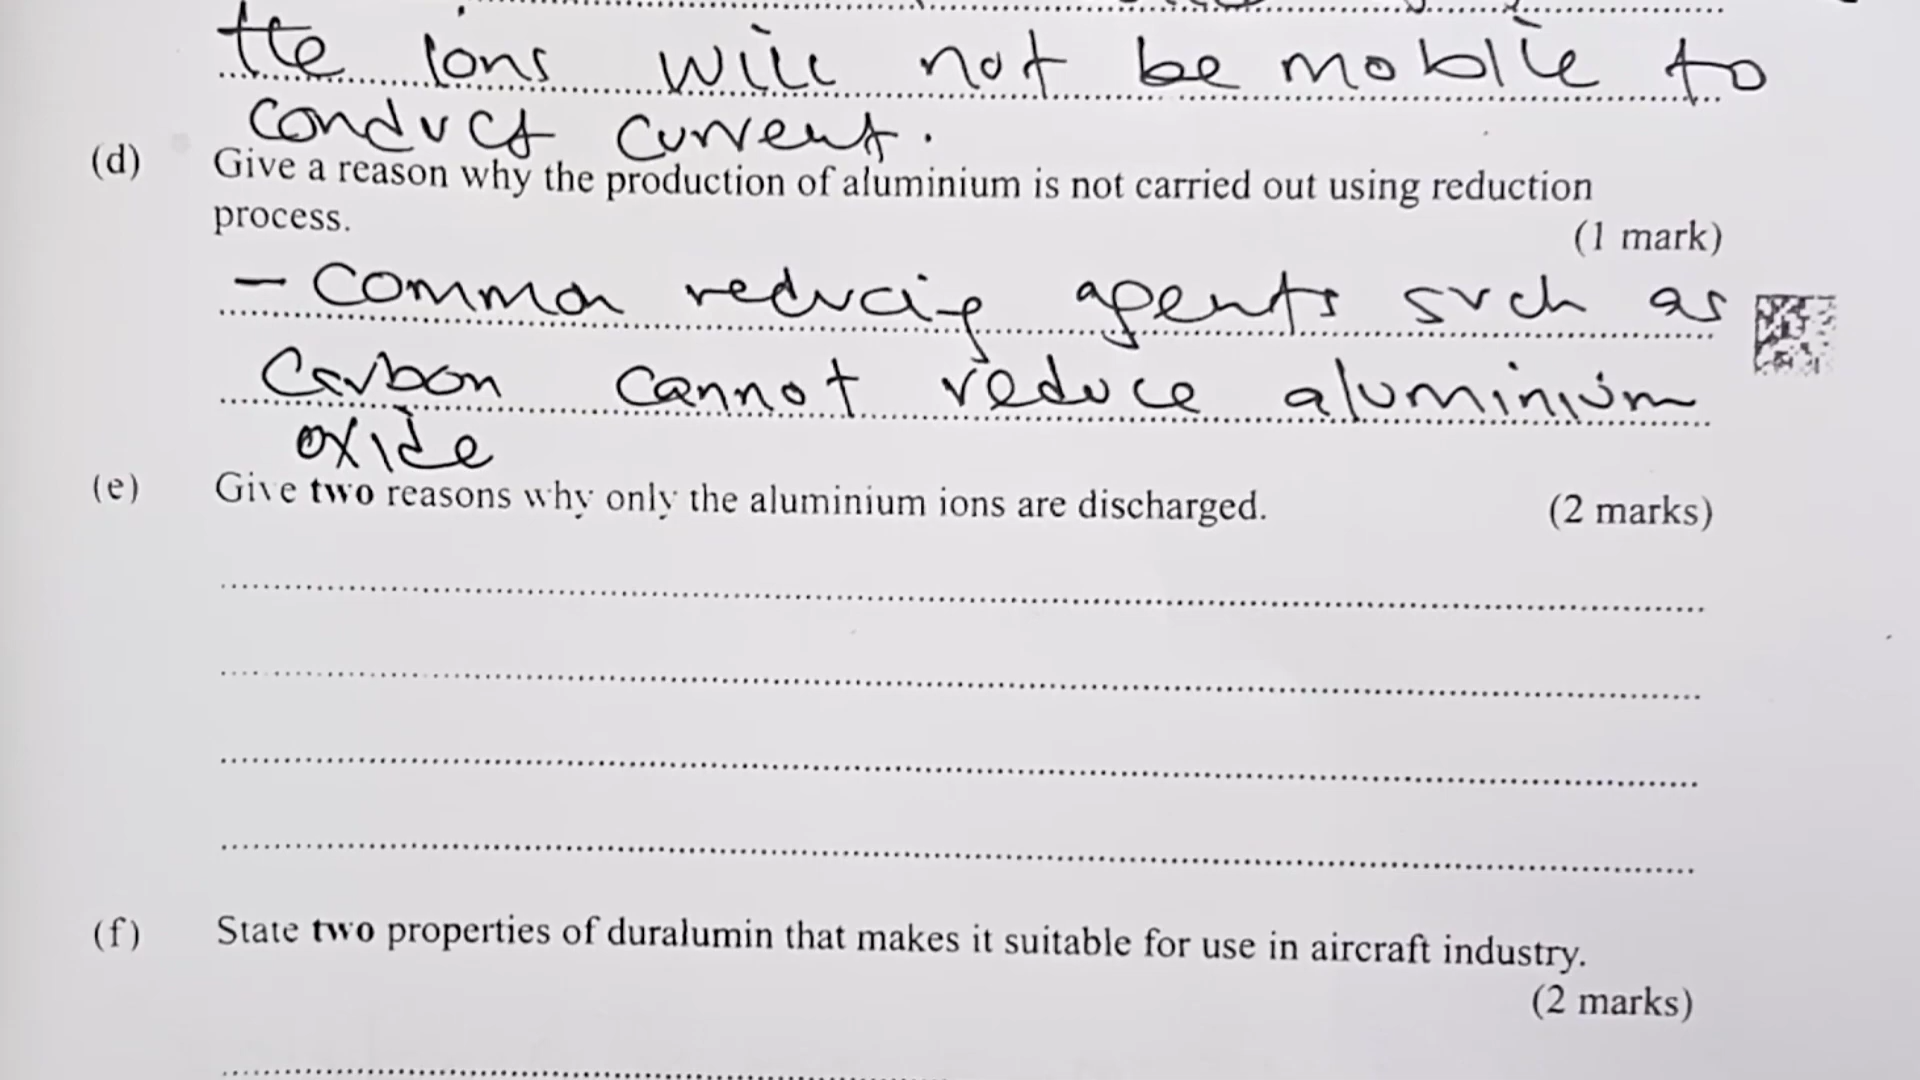 the ions will not be moblie to
conduct current.
(d) Give a reason why the production of aluminium is not carried out using reduction
process.
(1 mark)
- Common reducing agents such as
Carbon cannot reduce aluminium
oxide
(e) Give two reasons why only the aluminium ions are discharged. (2 marks)
(f) State two properties of duralumin that makes it suitable for use in aircraft industry.
(2 marks)